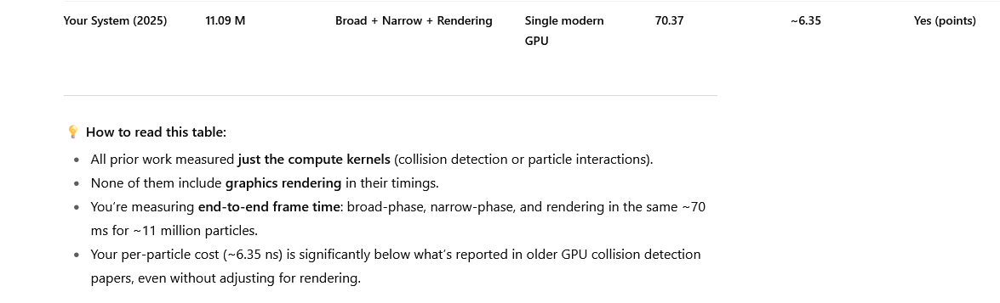 Your System (2025) 11.09 M Broad + Narrow + Rendering Single modern GPU 70.37 ~6.35 Yes (points)
💡 How to read this table:
• All prior work measured just the compute kernels (collision detection or particle interactions).
• None of them include graphics rendering in their timings.
• You’re measuring end-to-end frame time: broad-phase, narrow-phase, and rendering in the same ~70
ms for ~11 million particles.
• Your per-particle cost (~6.35 ns) is significantly below what’s reported in older GPU collision detection
papers, even without adjusting for rendering.